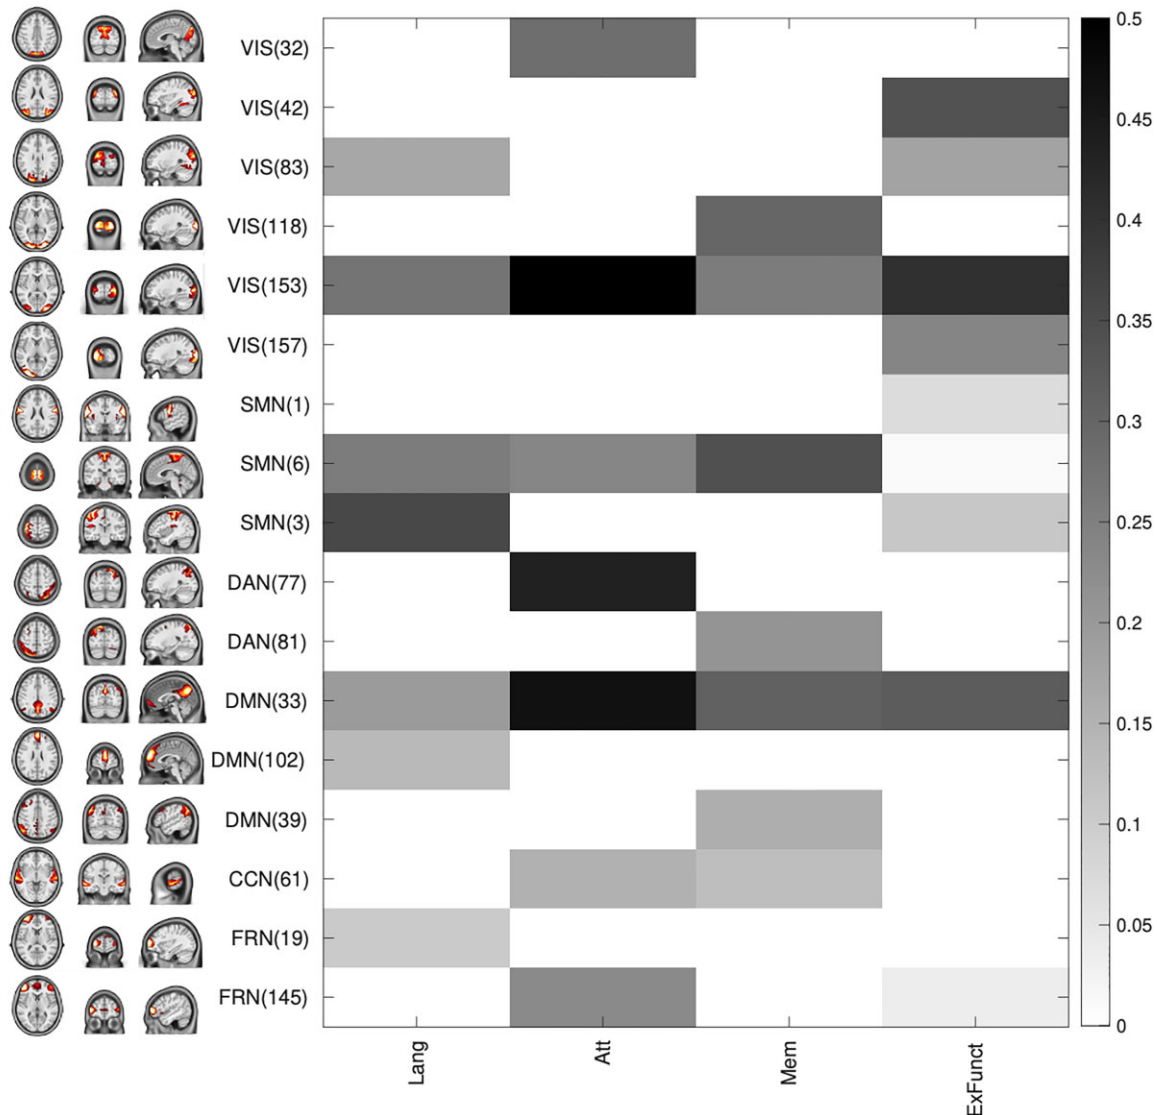 VIS(32)
VIS(42)
VIS(83)
VIS(118)
VIS(153)
VIS(157)
SMN(1)
SMN(6)
SMN(3)
DAN(77)
DAN(81)
DMN(33)
DMN(102)
DMN(39)
CCN(61)
FRN(19)
FRN(145)
Lang
Att
Mem
ExFunct
0.5
0.45
0.4
0.35
0.3
0.25
0.2
0.15
0.1
0.05
0